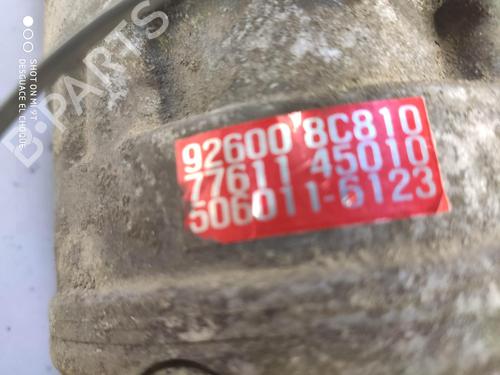 92600 8C810
77611 45010
506011-6123
SHOT ON MI 9T
DESGUACE EL CHOQUE
B-PARTS